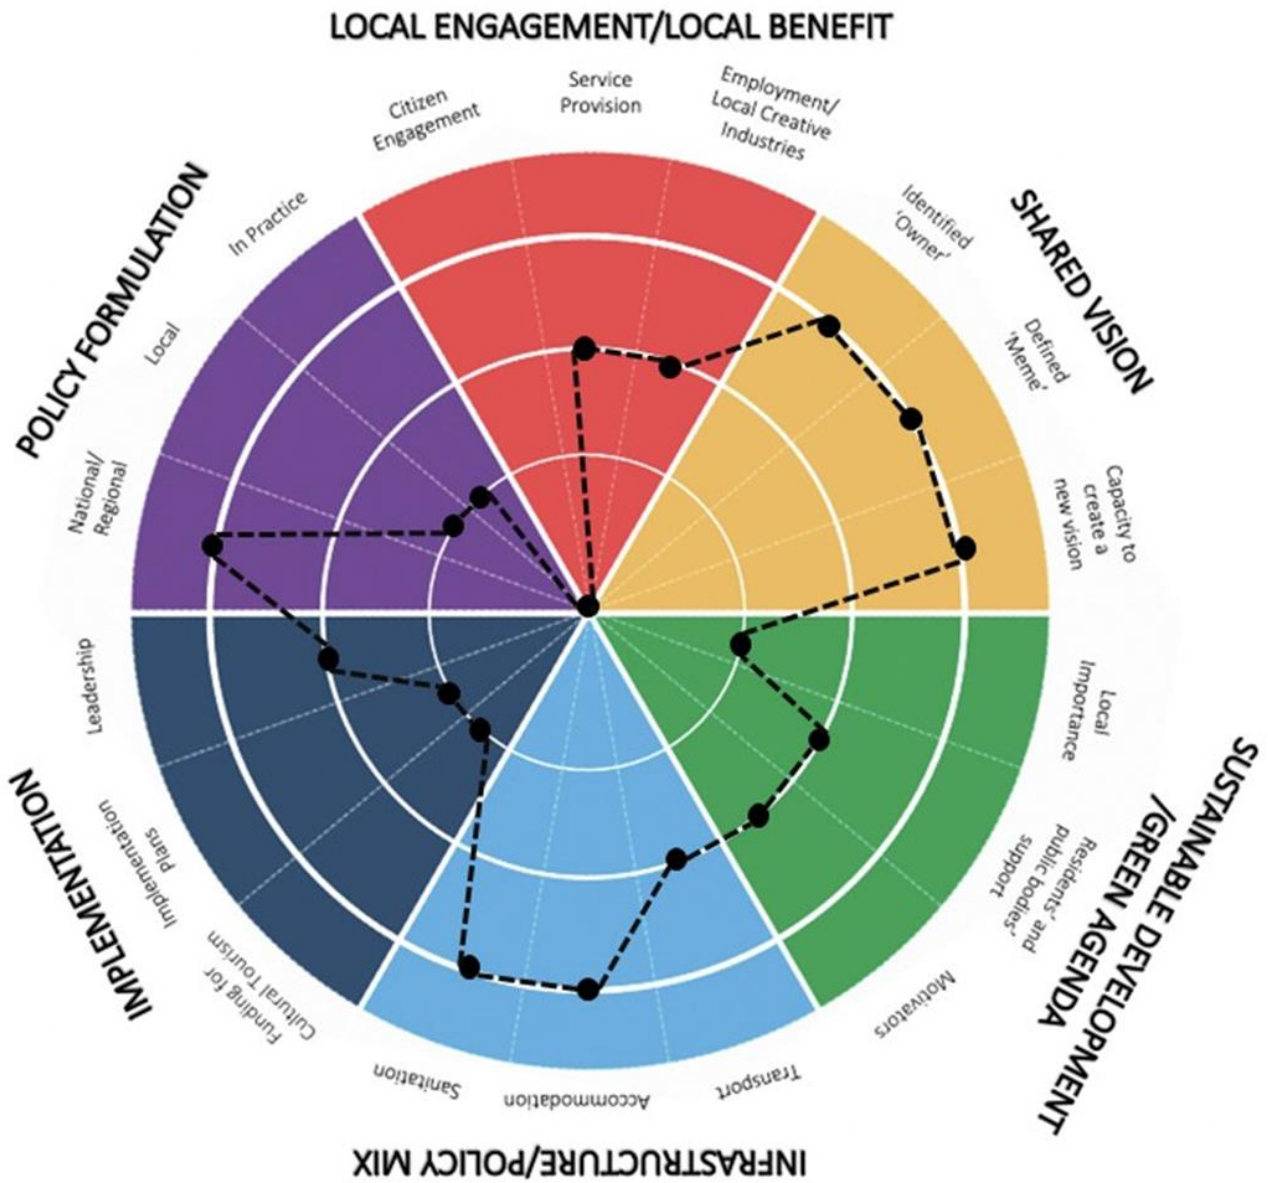 LOCAL ENGAGEMENT/LOCAL BENEFIT
Citizen
Engagement
Service
Provision
Employment/
Local Creative
Industries
SHARED VISION
Identified
‘Owner’
Defined
‘Meme’
Capacity to
create a
new vision
SUSTAINABLE DEVELOPMENT
/GREEN AGENDA
Local
Importance
Residents’ and
public bodies’
support
Motivators
INFRASTRUCTURE/POLICY MIX
Transport
Accommodation
Sanitation
IMPLEMENTATION
Funding for
Cultural Tourism
Implementation
Plans
Leadership
POLICY FORMULATION
National/
Regional
Local
In Practice